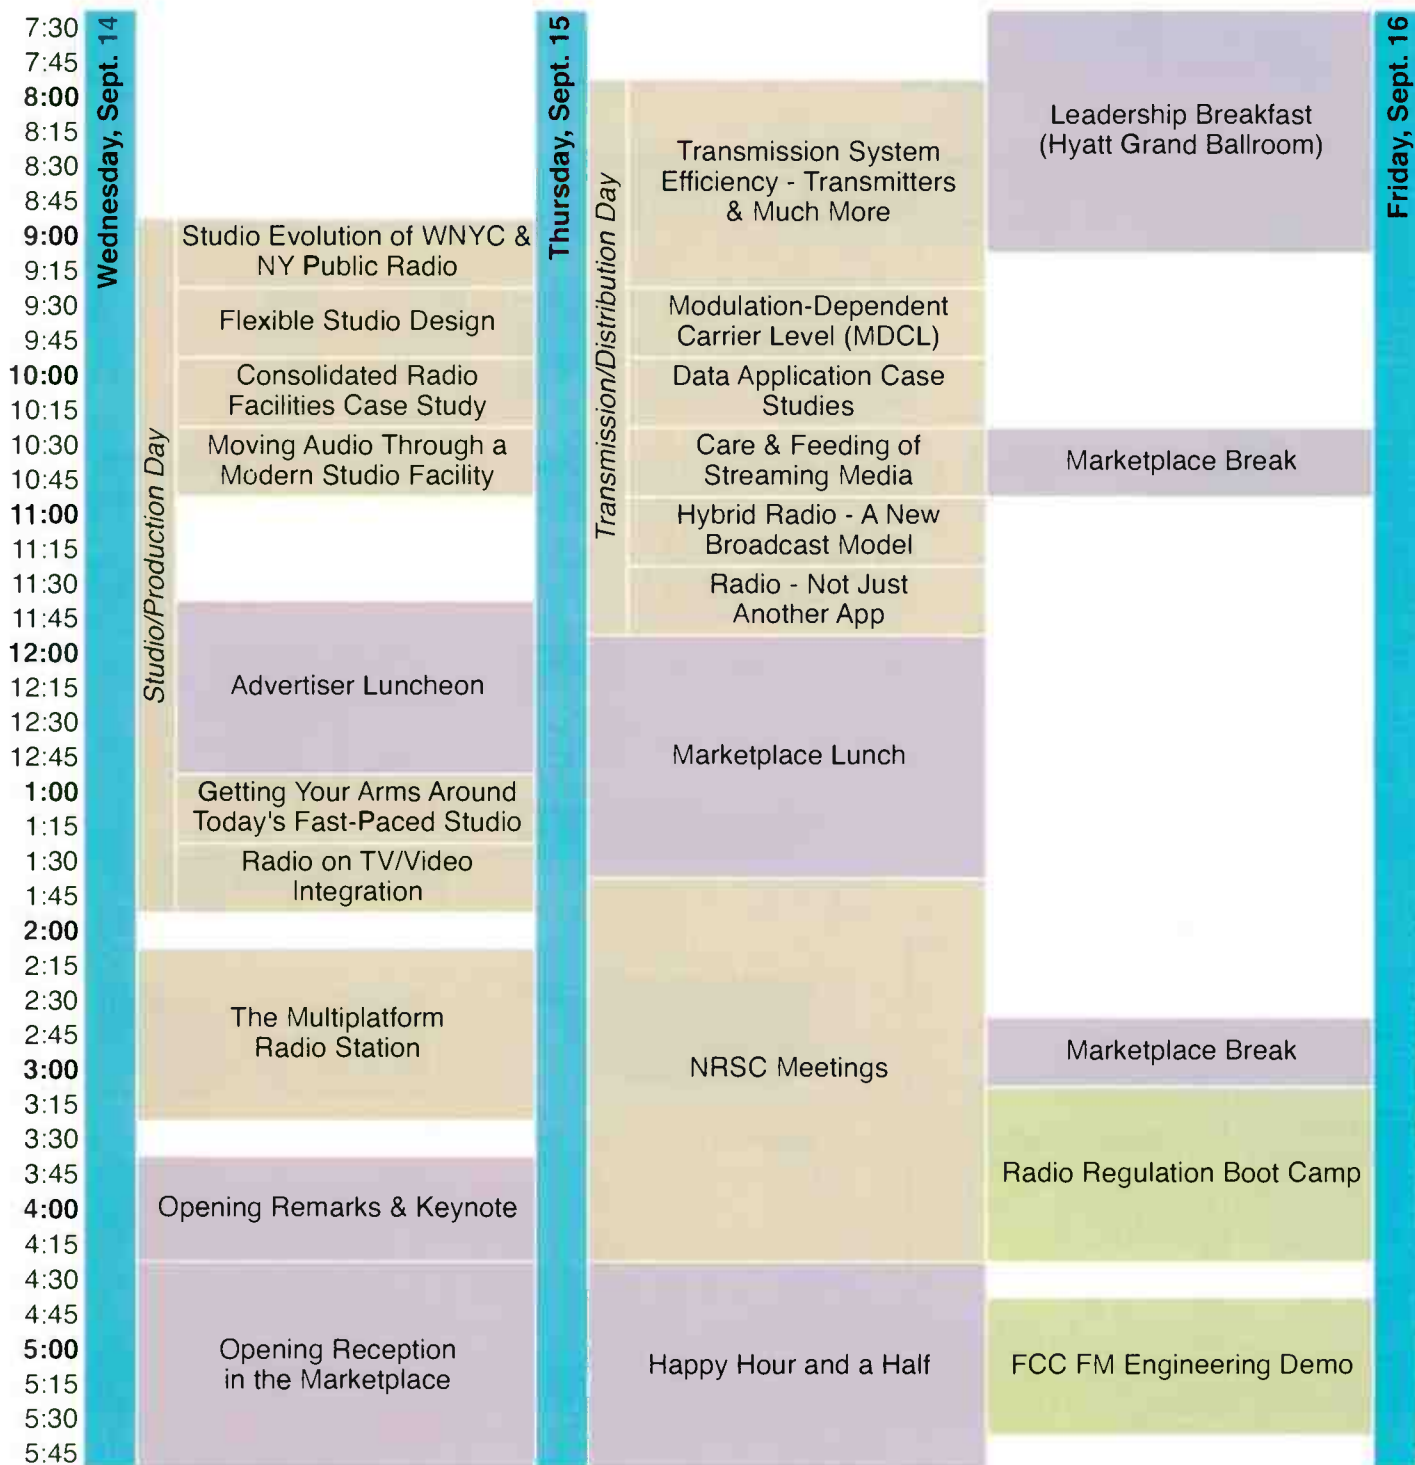 7:30
7:45
8:00
8:15
8:30
8:45
9:00
9:15
9:30
9:45
10:00
10:15
10:30
10:45
11:00
11:15
11:30
11:45
12:00
12:15
12:30
12:45
1:00
1:15
1:30
1:45
2:00
2:15
2:30
2:45
3:00
3:15
3:30
3:45
4:00
4:15
4:30
4:45
5:00
5:15
5:30
5:45
Wednesday, Sept. 14
Studio/Production Day
Studio Evolution of WNYC &
NY Public Radio
Flexible Studio Design
Consolidated Radio
Facilities Case Study
Moving Audio Through a
Modern Studio Facility
Advertiser Luncheon
Getting Your Arms Around
Today's Fast-Paced Studio
Radio on TV/Video
Integration
The Multiplatform
Radio Station
Opening Remarks & Keynote
Opening Reception
in the Marketplace
Thursday, Sept. 15
Transmission/Distribution Day
Transmission System
Efficiency - Transmitters
& Much More
Modulation-Dependent
Carrier Level (MDCL)
Data Application Case
Studies
Care & Feeding of
Streaming Media
Hybrid Radio - A New
Broadcast Model
Radio - Not Just
Another App
Marketplace Lunch
NRSC Meetings
Happy Hour and a Half
Leadership Breakfast
(Hyatt Grand Ballroom)
Marketplace Break
Marketplace Break
Radio Regulation Boot Camp
FCC FM Engineering Demo
Friday, Sept. 16